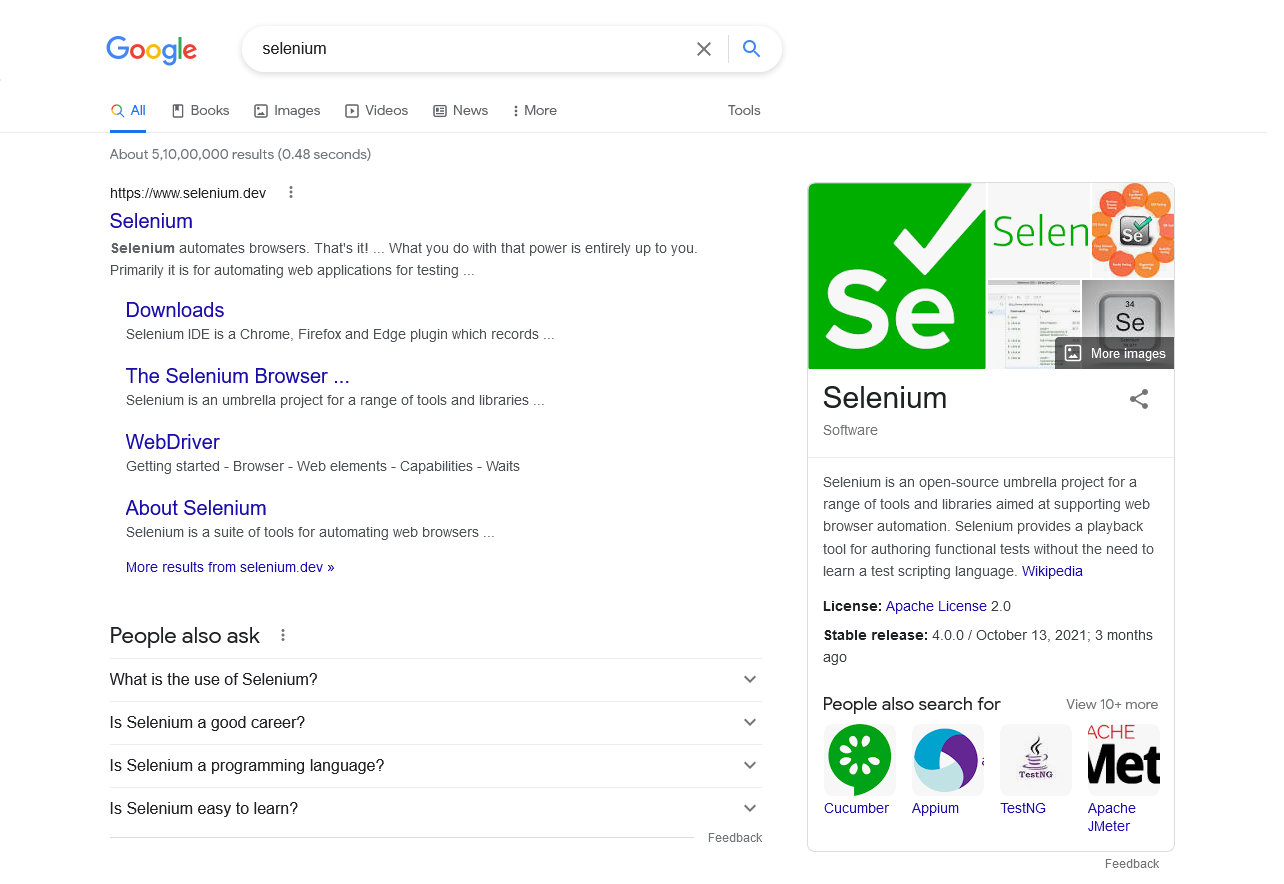 Google
selenium
All
Books
Images
Videos
News
More
Tools
About 5,10,00,000 results (0.48 seconds)
https://www.selenium.dev
Selenium
Selenium automates browsers. That's it! ... What you do with that power is entirely up to you.
Primarily it is for automating web applications for testing ...
Downloads
Selenium IDE is a Chrome, Firefox and Edge plugin which records ...
The Selenium Browser ...
Selenium is an umbrella project for a range of tools and libraries ...
WebDriver
Getting started - Browser - Web elements - Capabilities - Waits
About Selenium
Selenium is a suite of tools for automating web browsers ...
More results from selenium.dev »
People also ask
What is the use of Selenium?
Is Selenium a good career?
Is Selenium a programming language?
Is Selenium easy to learn?
Feedback
Se
Selen
Se
34
Se
More images
Selenium
Software
Selenium is an open-source umbrella project for a
range of tools and libraries aimed at supporting web
browser automation. Selenium provides a playback
tool for authoring functional tests without the need to
learn a test scripting language. Wikipedia
License: Apache License 2.0
Stable release: 4.0.0 / October 13, 2021; 3 months
ago
People also search for
View 10+ more
TestNG
ACHE
Met
Cucumber
Appium
TestNG
Apache
JMeter
Feedback